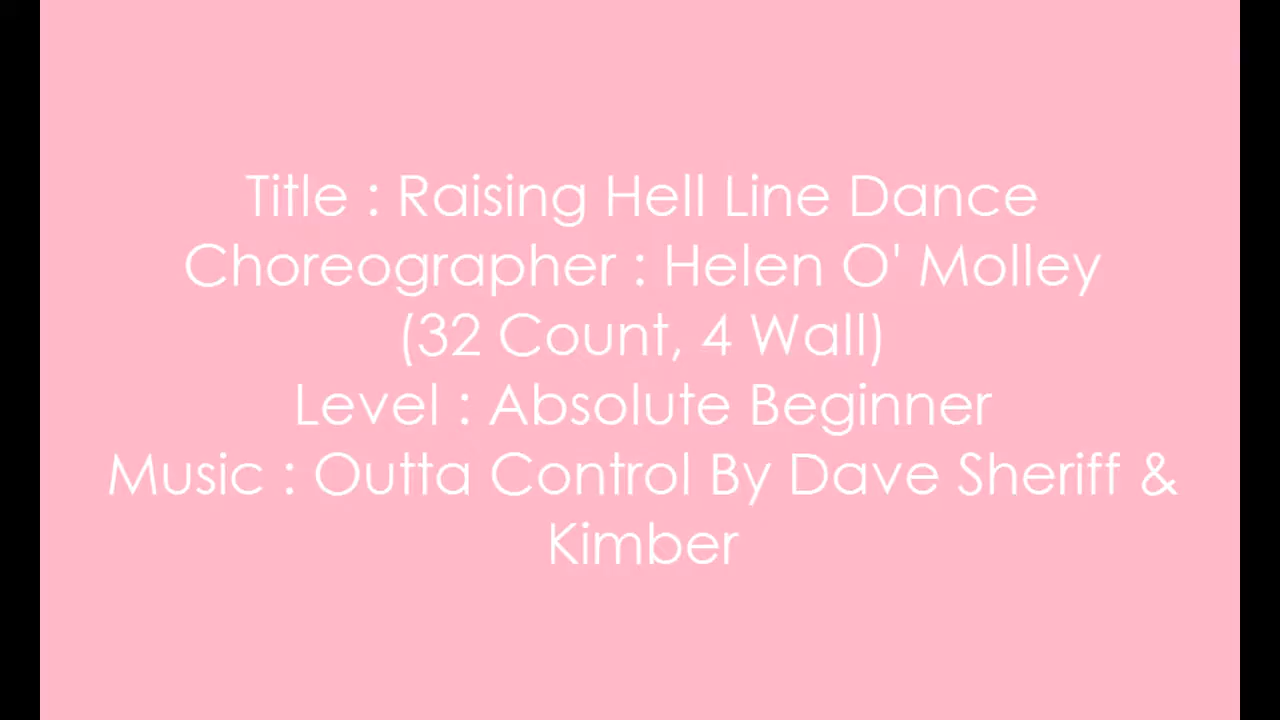 Title : Raising Hell Line Dance
Choreographer : Helen O' Molley
(32 Count, 4 Wall)
Level : Absolute Beginner
Music : Outta Control By Dave Sheriff &
Kimber